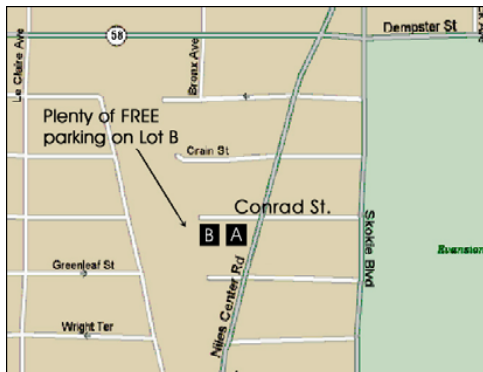 Dempster St
58
Le Claire Ave
Bronx Ave
Plenty of FREE
parking on Lot B
Crain St
Conrad St.
B
A
Skokie Blvd
Evanston
Greenleaf St
Niles Center Rd
Wright Ter